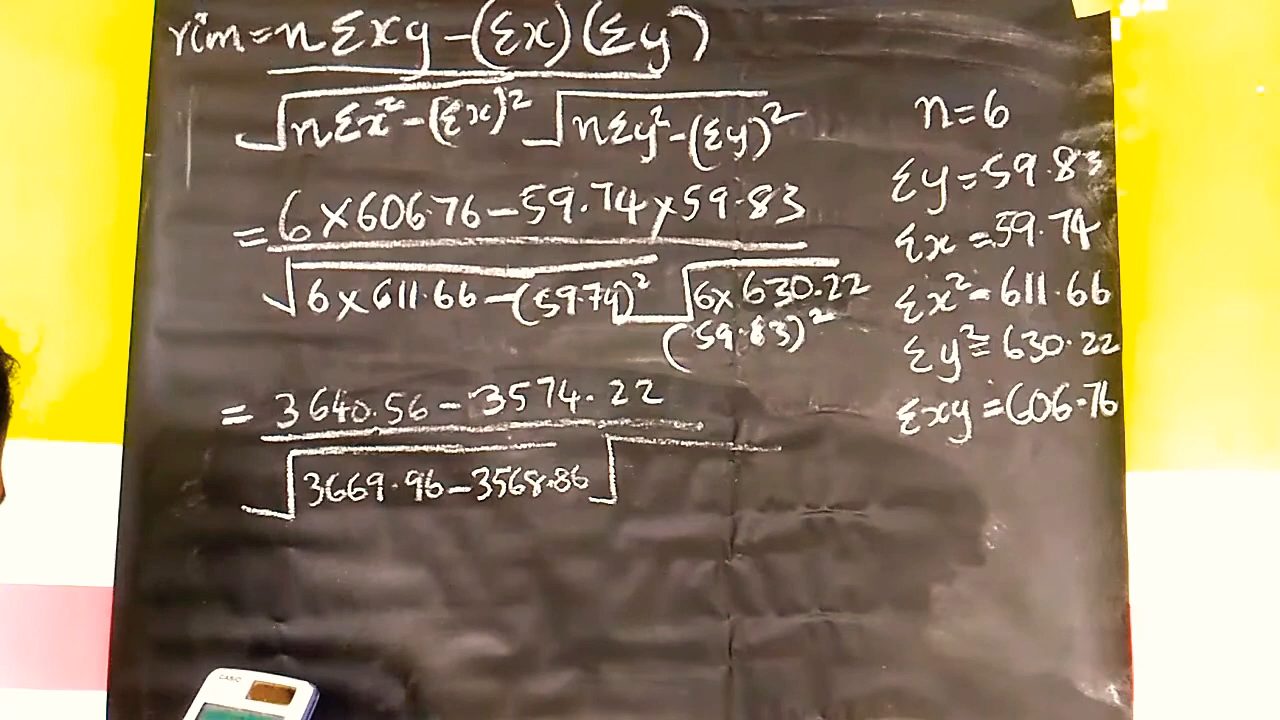 rim = nΣxy - (Σx)(Σy)
√nΣx² - (Σx)² √nΣy² - (Σy)²
= 6 × 606.76 - 59.74 × 59.83
√6 × 611.66 - (59.74)² √6 × 630.22
(59.83)²
= 3640.56 - 3574.22
√3669.96 - 3568.86 √
n = 6
Σy = 59.83
Σx = 59.74
Σx² = 611.66
Σy² = 630.22
Σxy = 606.76
CASIO